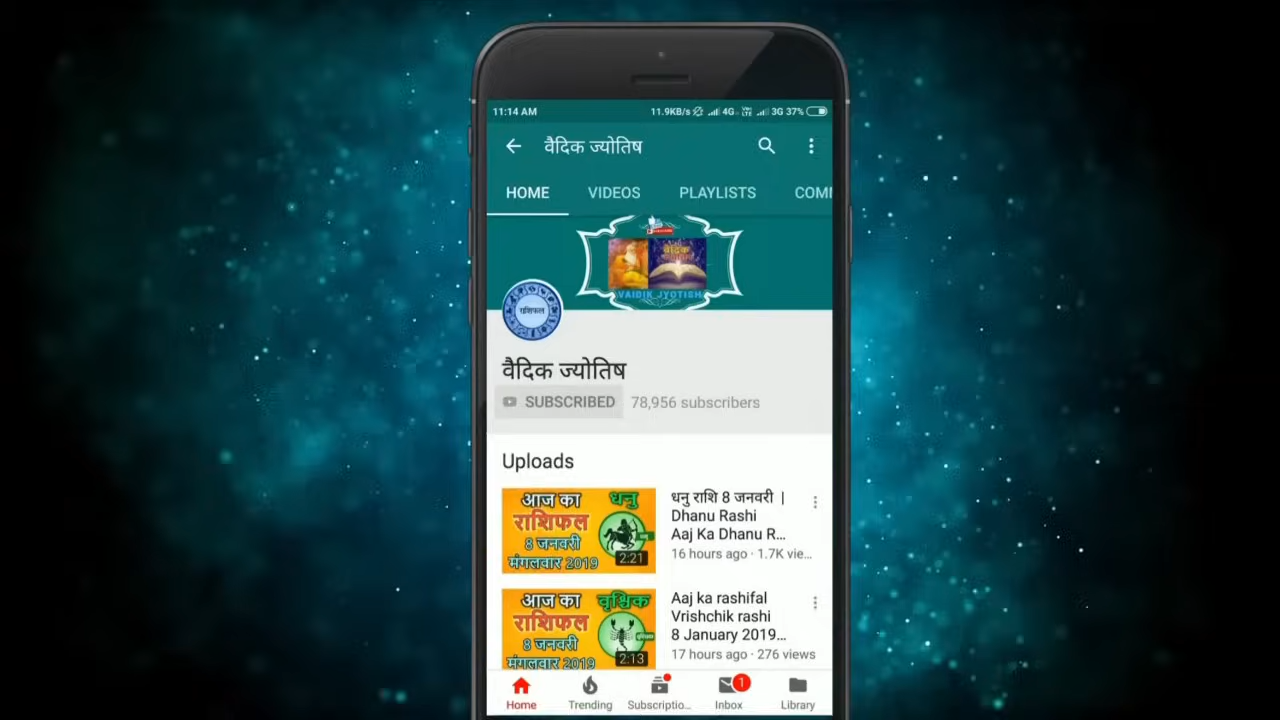 11:14 AM
11.9KB/s 4G VoLTE 3G 37%
वैदिक ज्योतिष
HOME VIDEOS PLAYLISTS COMM
वैदिक
VAIDIK JYOTISH
राशिफल
वैदिक ज्योतिष
SUBSCRIBED 78,956 subscribers
Uploads
आज का धनु
राशिफल
8 जनवरी
मंगलवार 2019
2:21
धनु राशि 8 जनवरी |
Dhanu Rashi
Aaj Ka Dhanu R...
16 hours ago · 1.7K vie...
आज का वृश्चिक
राशिफल
8 जनवरी
मंगलवार 2019
2:13
Aaj ka rashifal
Vrishchik rashi
8 January 2019...
17 hours ago · 276 views
1
Home Trending Subscriptio... Inbox Library